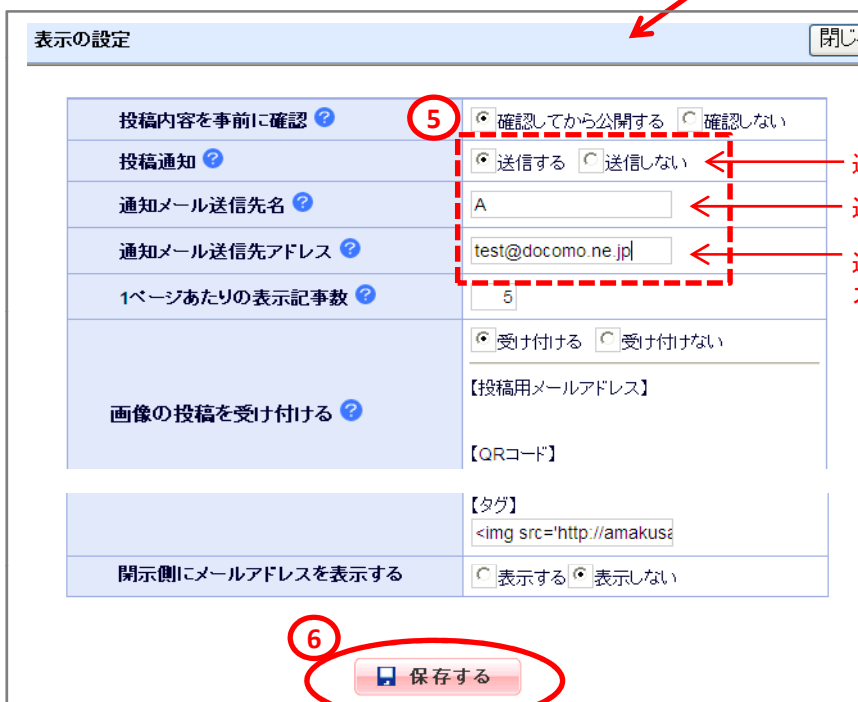 表示の設定
閉じ
投稿内容を事前に確認 ?
⑤
確認してから公開する 確認しない
投稿通知 ?
送信する 送信しない
通知メール送信先名 ?
A
通知メール送信先アドレス ?
test@docomo.ne.jp
1ページあたりの表示記事数 ?
5
画像の投稿を受け付ける ?
受け付ける 受け付けない
【投稿用メールアドレス】
【QRコード】
【タグ】
<img src='http://amakusa
開示側にメールアドレスを表示する
表示する 表示しない
⑥
保存する